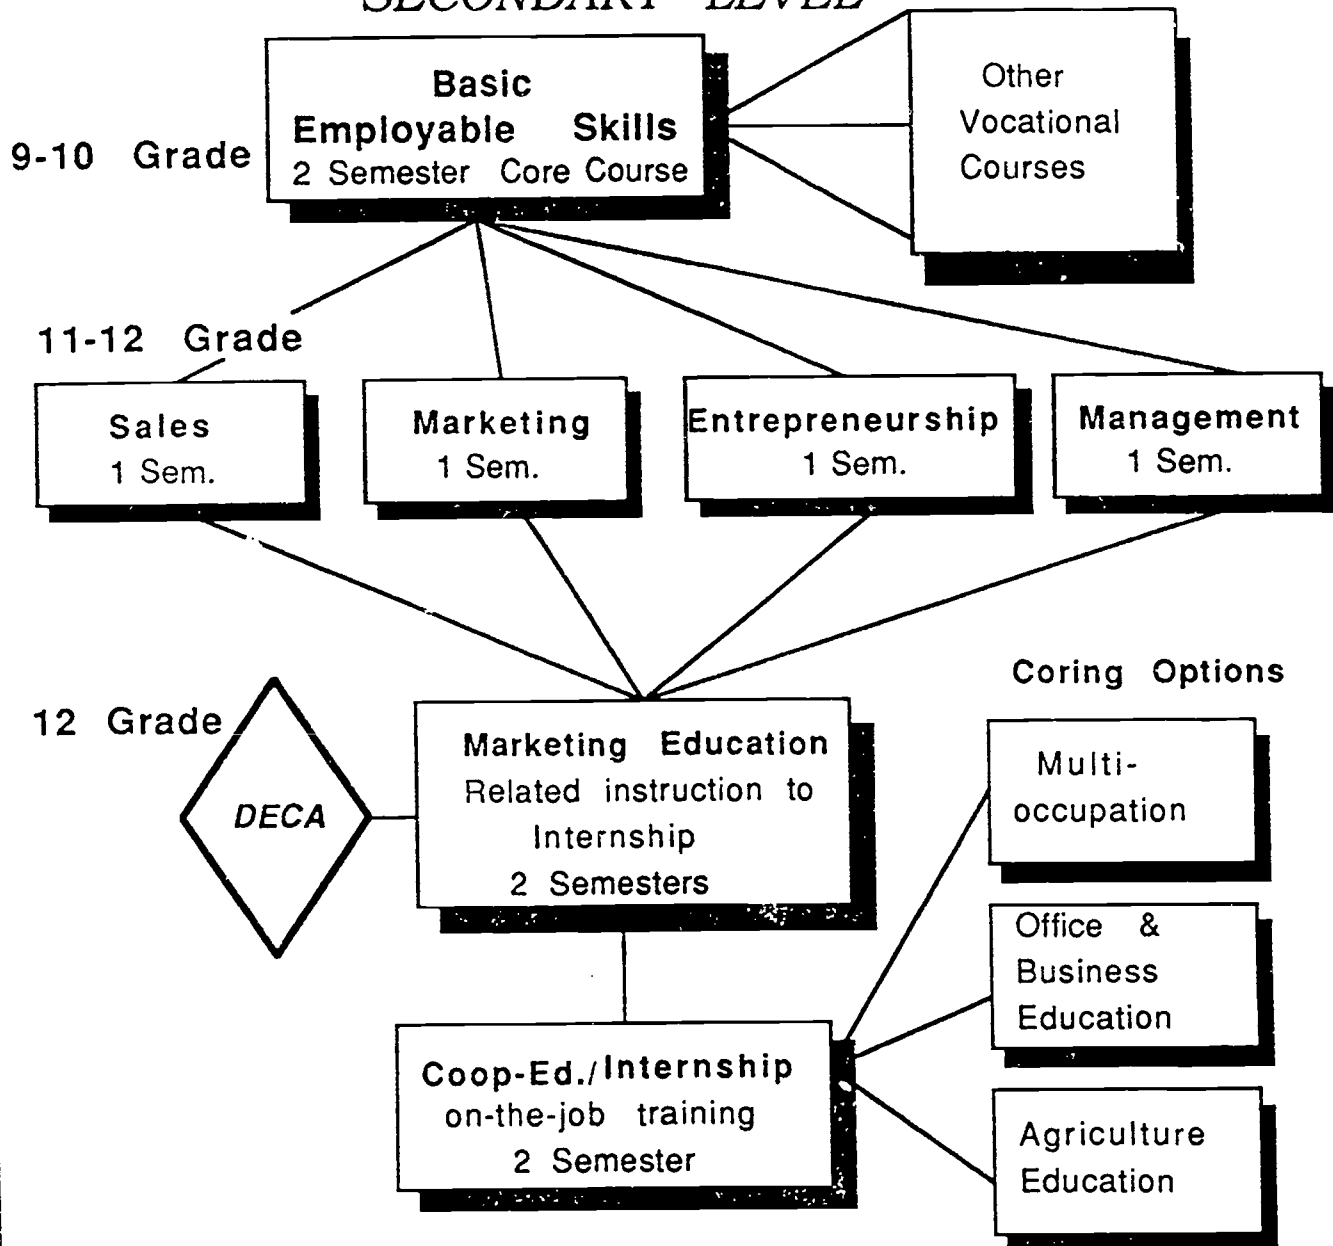 SECONDARY LEVEL
Basic
Employable Skills
2 Semester Core Course
Other
Vocational
Courses
9-10 Grade
11-12 Grade
Sales
1 Sem.
Marketing
1 Sem.
Entrepreneurship
1 Sem.
Management
1 Sem.
12 Grade
DECA
Marketing Education
Related instruction to
Internship
2 Semesters
Coring Options
Multi-
occupation
Office &
Business
Education
Agriculture
Education
Coop-Ed./Internship
on-the-job training
2 Semester